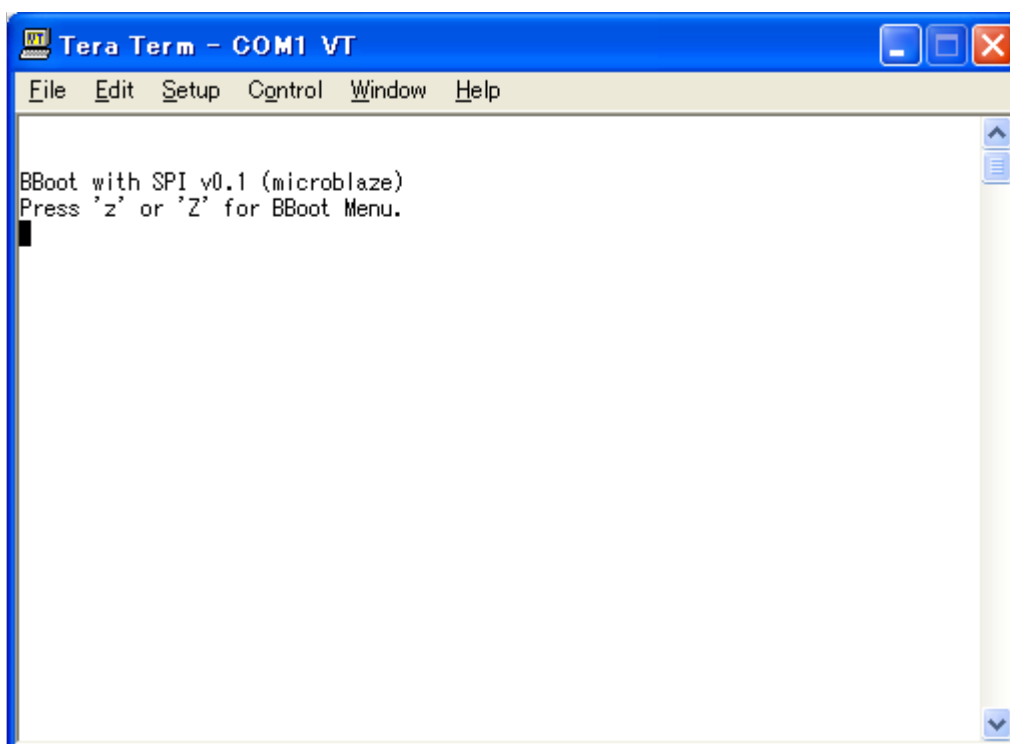 Tera Term - COM1 VT
File Edit Setup Control Window Help
BBoot with SPI v0.1 (microblaze)
Press 'z' or 'Z' for BBoot Menu.